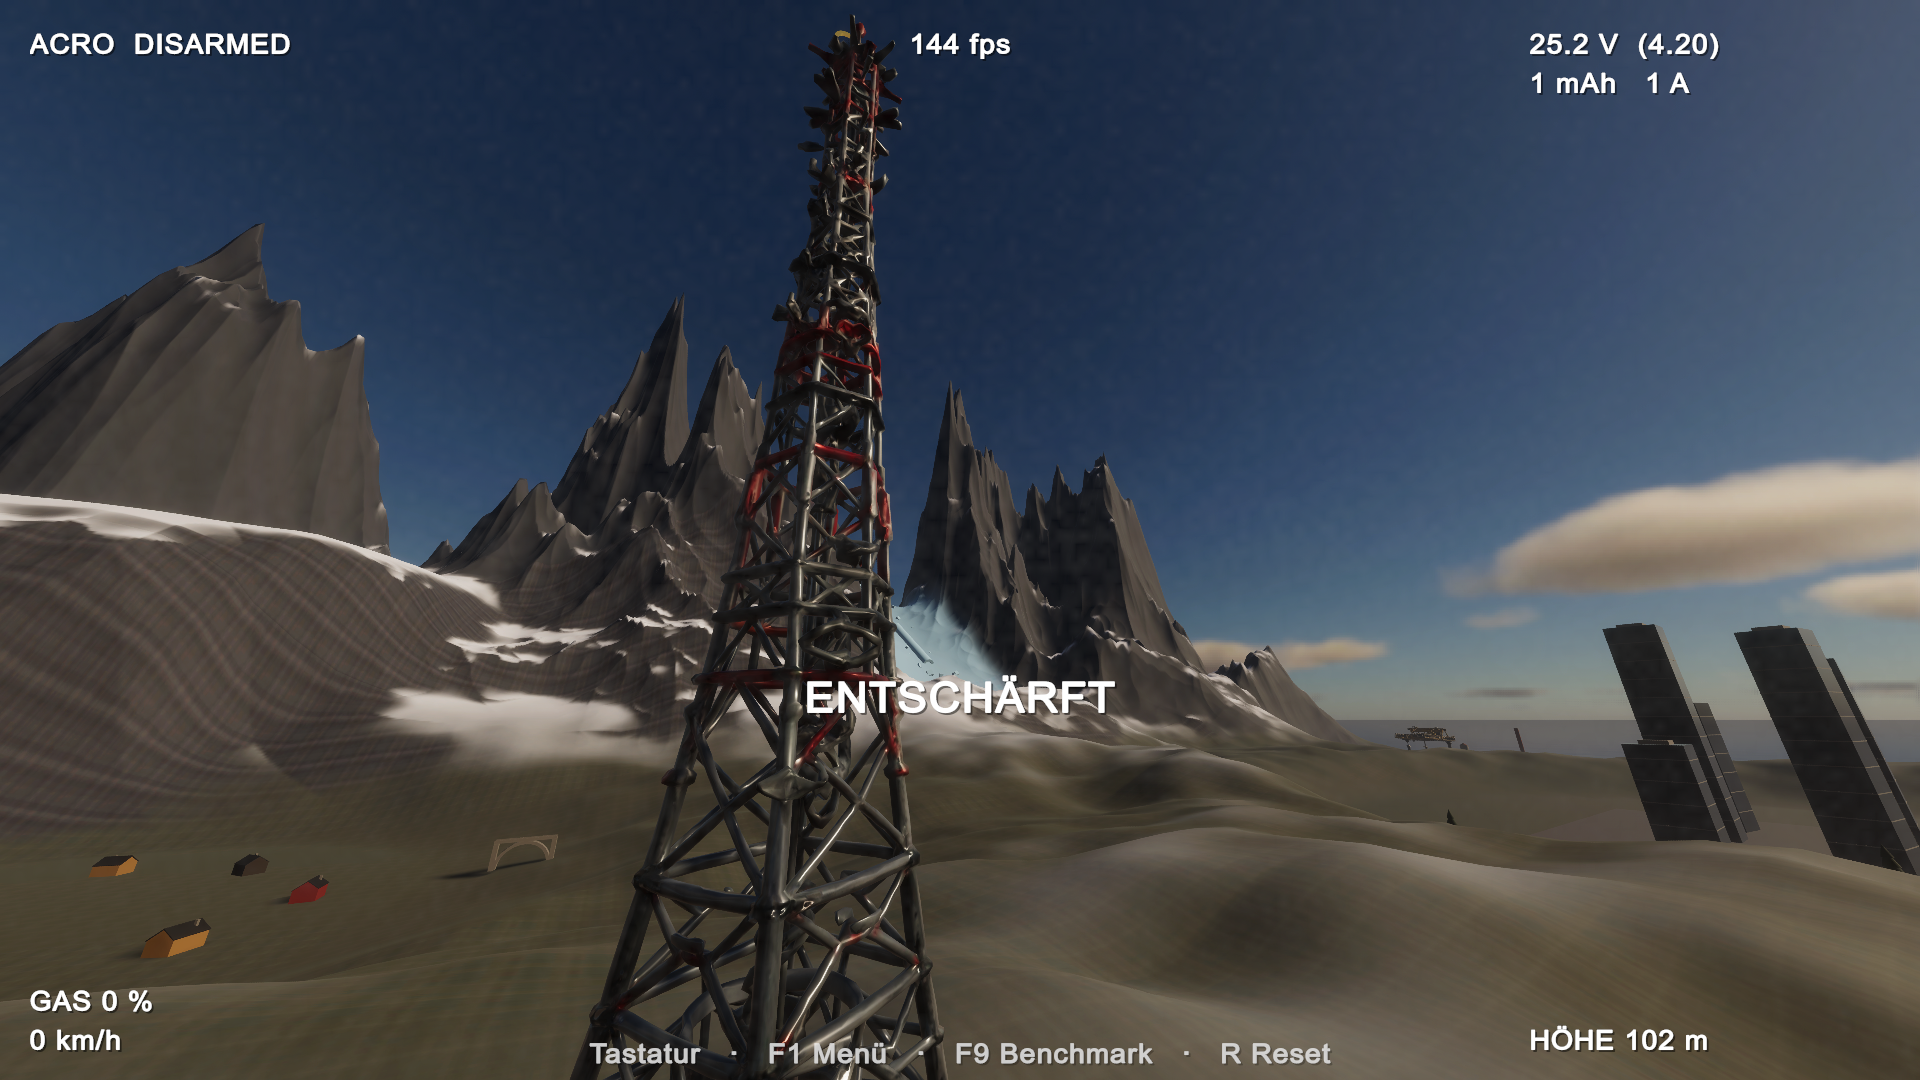 ACRO DISARMED
144 fps
25.2 V (4.20)
1 mAh 1 A
ENTSCHÄRFT
GAS 0 %
0 km/h
Tastatur · F1 Menü · F9 Benchmark · R Reset
HÖHE 102 m